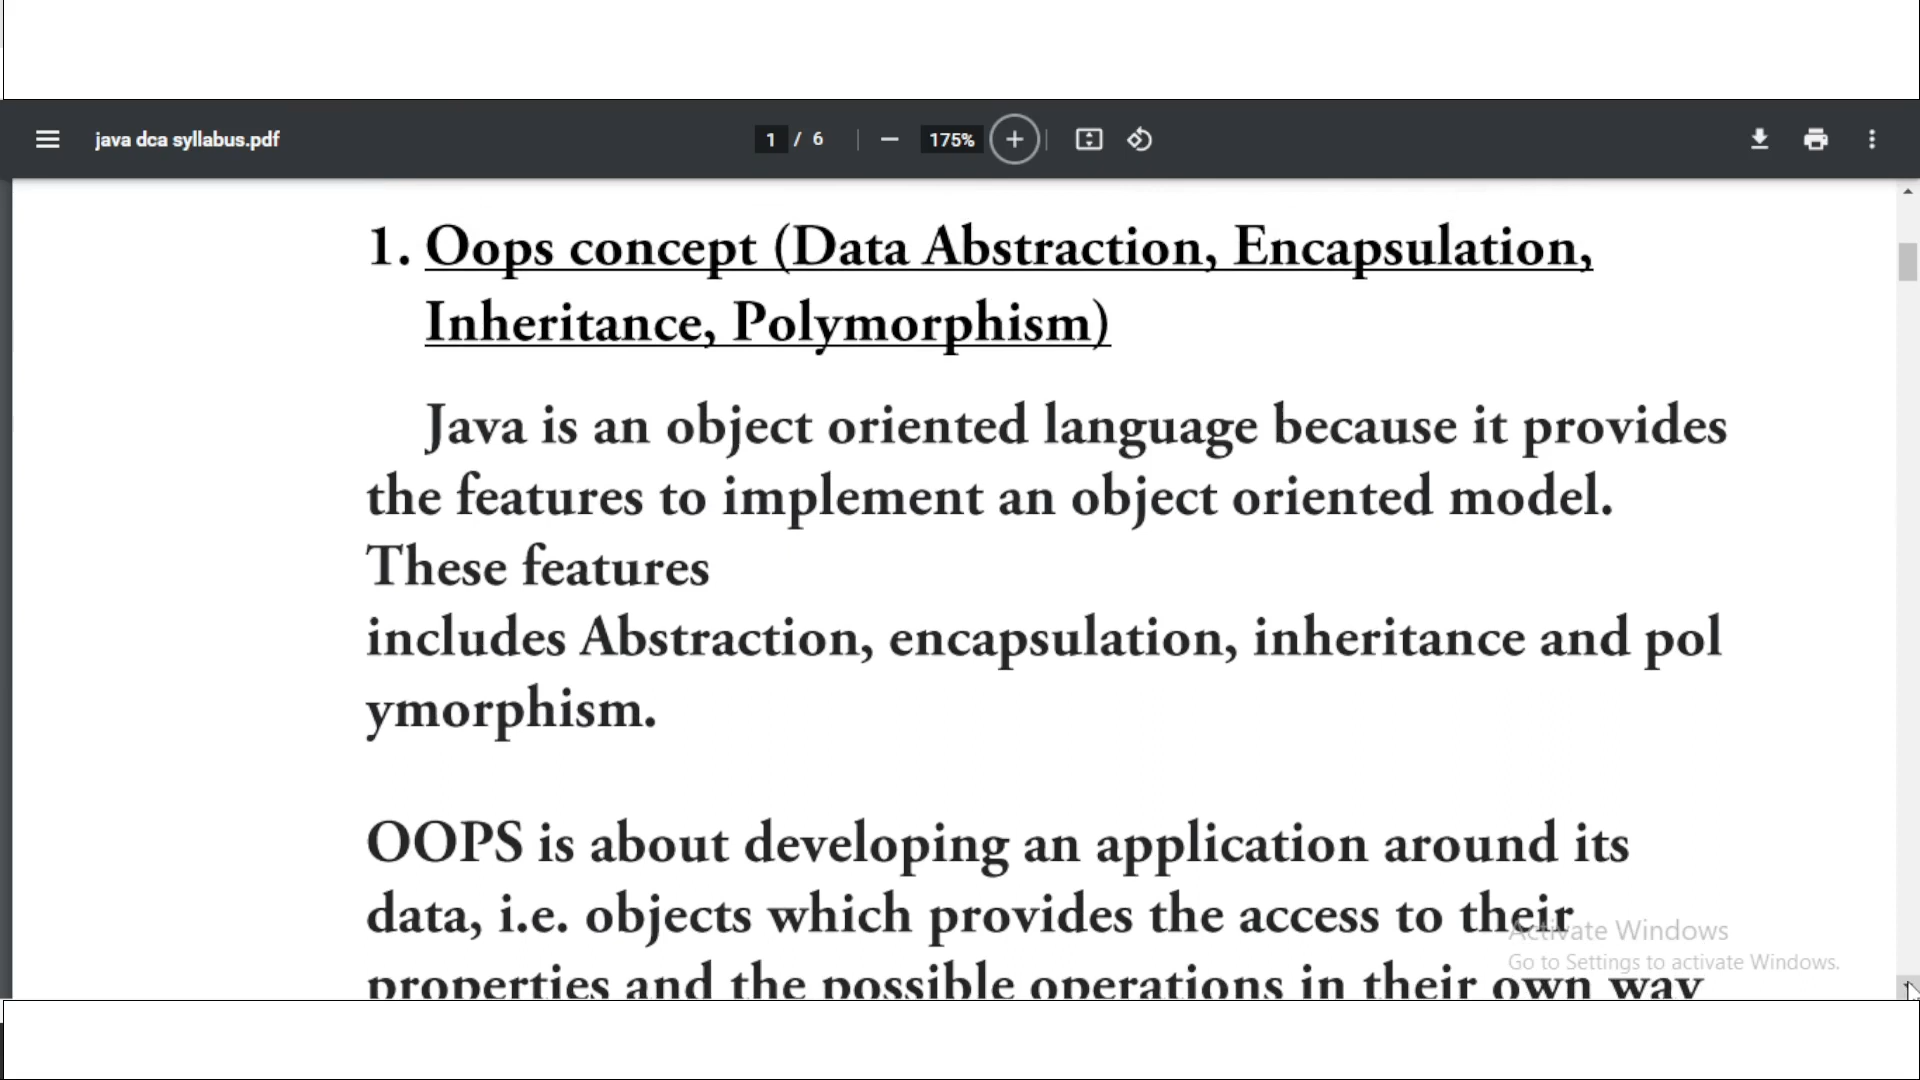 java dca syllabus.pdf
1 / 6
175%
1. Oops concept (Data Abstraction, Encapsulation,
Inheritance, Polymorphism)
Java is an object oriented language because it provides
the features to implement an object oriented model.
These features
includes Abstraction, encapsulation, inheritance and pol
ymorphism.
OOPS is about developing an application around its
data, i.e. objects which provides the access to their
properties and the possible operations in their own way
Activate Windows
Go to Settings to activate Windows.